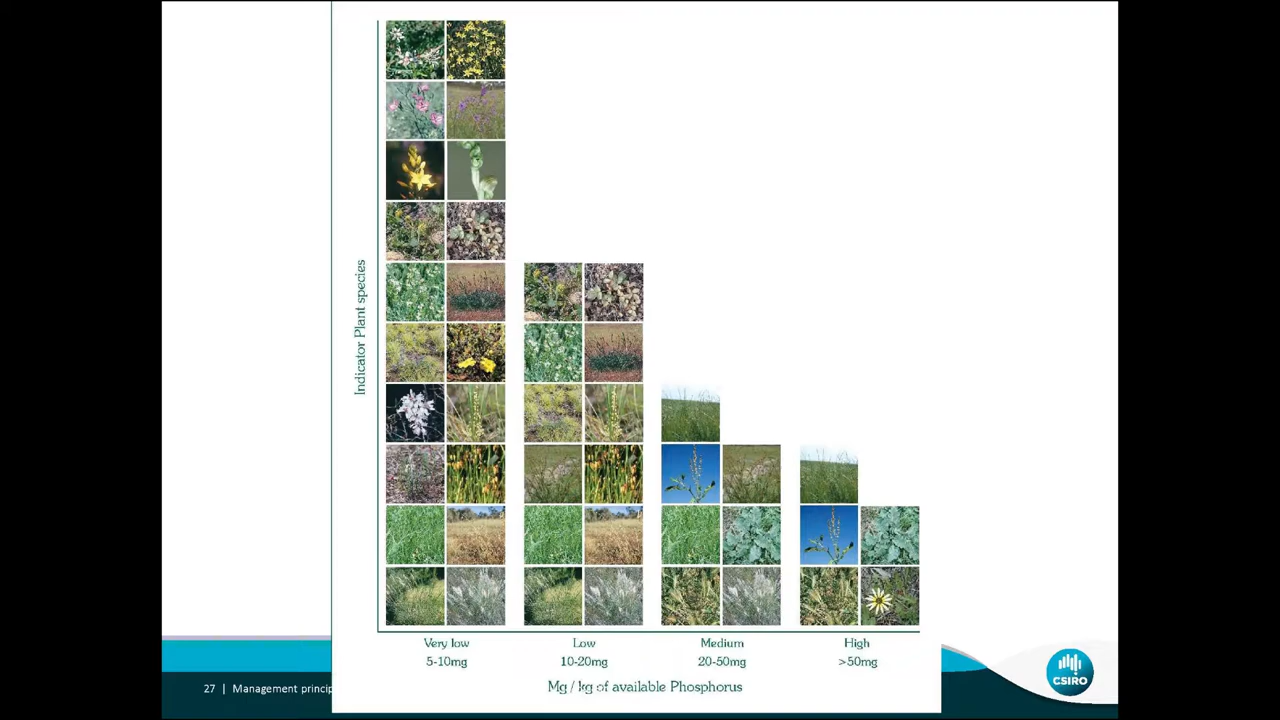 Indicator Plant species
Very low
5-10mg
Low
10-20mg
Medium
20-50mg
High
>50mg
Mg / kg of available Phosphorus
27 | Management princip
CSIRO